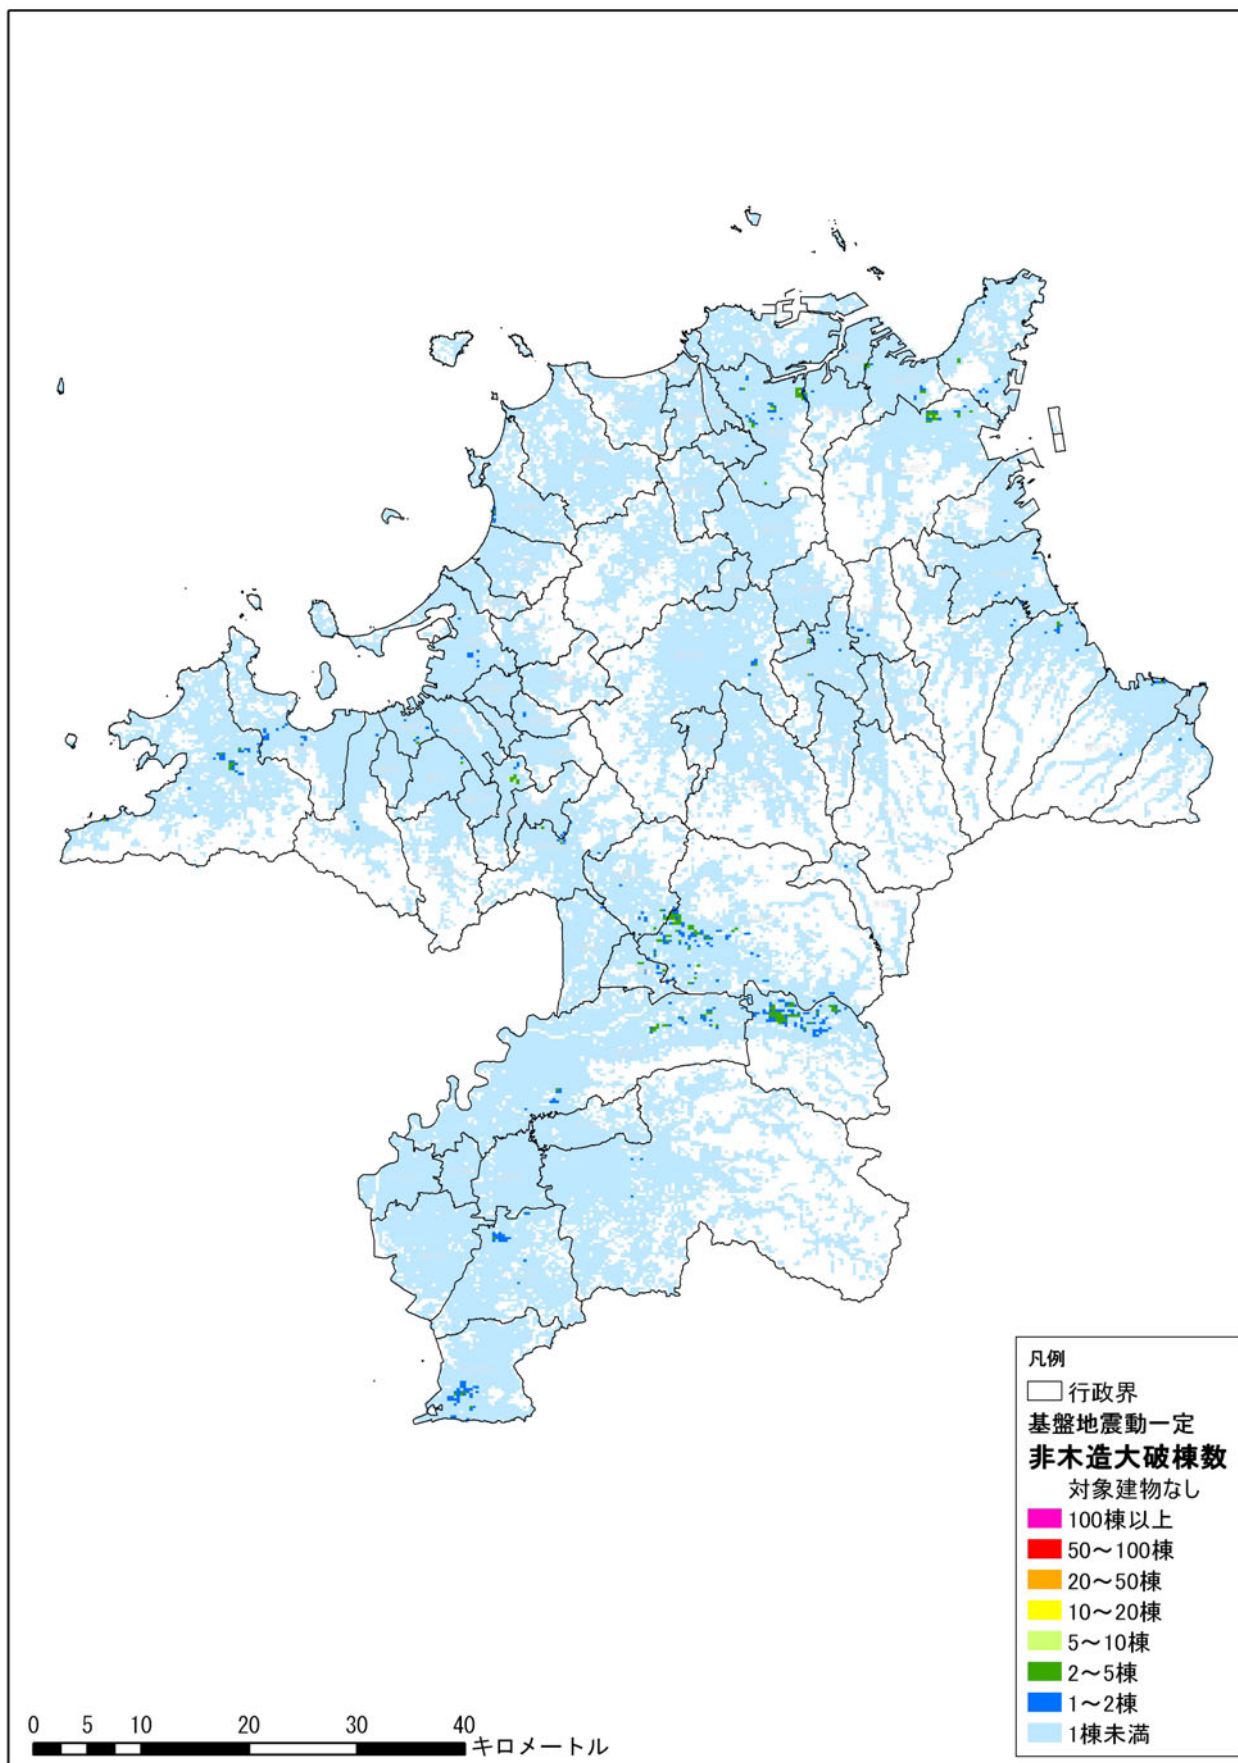 凡例
行政界
基盤地震動一定
非木造大破棟数
対象建物なし
100棟以上
50～100棟
20～50棟
10～20棟
5～10棟
2～5棟
1～2棟
1棟未満
0 5 10 20 30 40
キロメートル